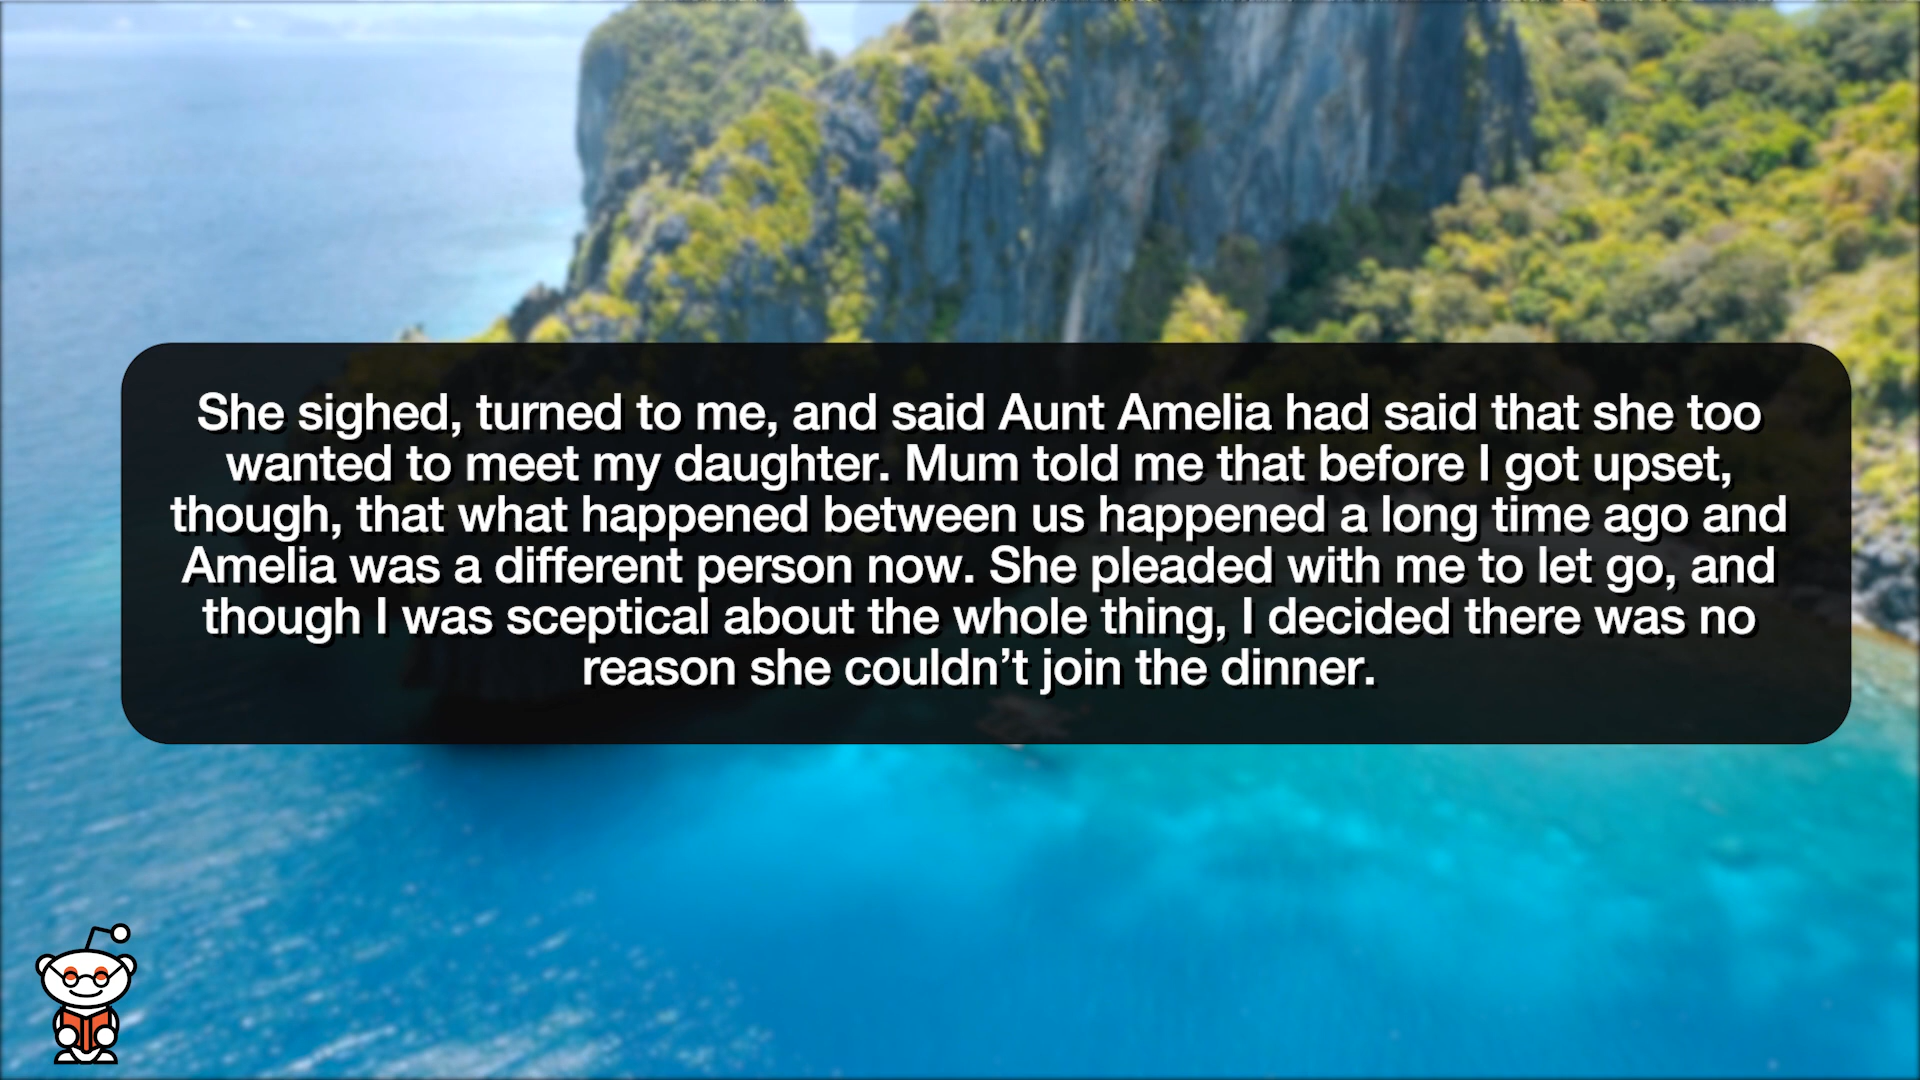 She sighed, turned to me, and said Aunt Amelia had said that she too
wanted to meet my daughter. Mum told me that before I got upset,
though, that what happened between us happened a long time ago and
Amelia was a different person now. She pleaded with me to let go, and
though I was sceptical about the whole thing, I decided there was no
reason she couldn’t join the dinner.